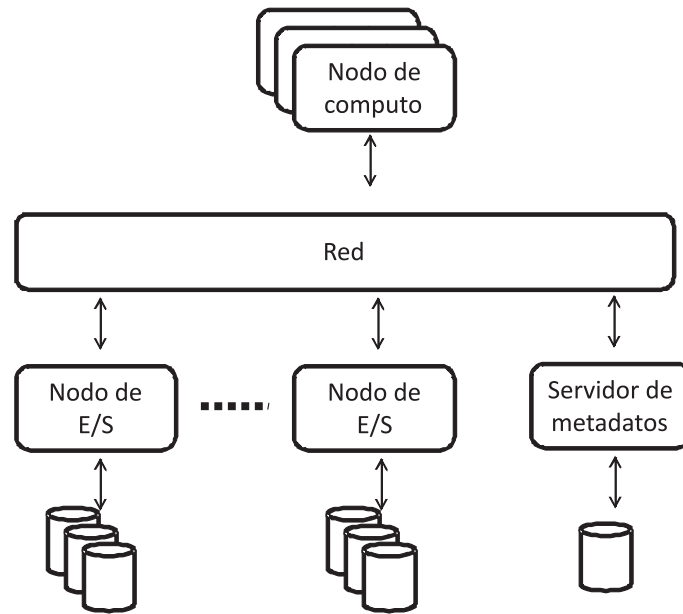 Nodo de
computo
Red
Nodo de
E/S
Nodo de
E/S
Servidor de
metadatos